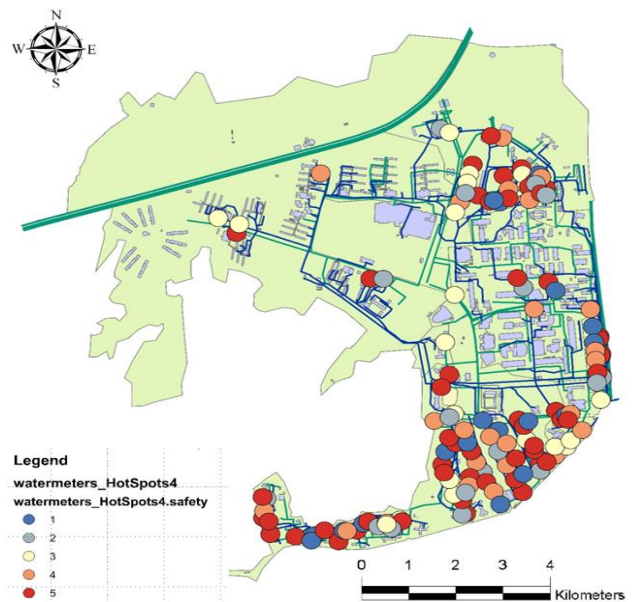 N
W E
S
Legend
watermeters_HotSpots4
watermeters_HotSpots4.safety
1
2
3
4
5
0 1 2 3 4
Kilometers